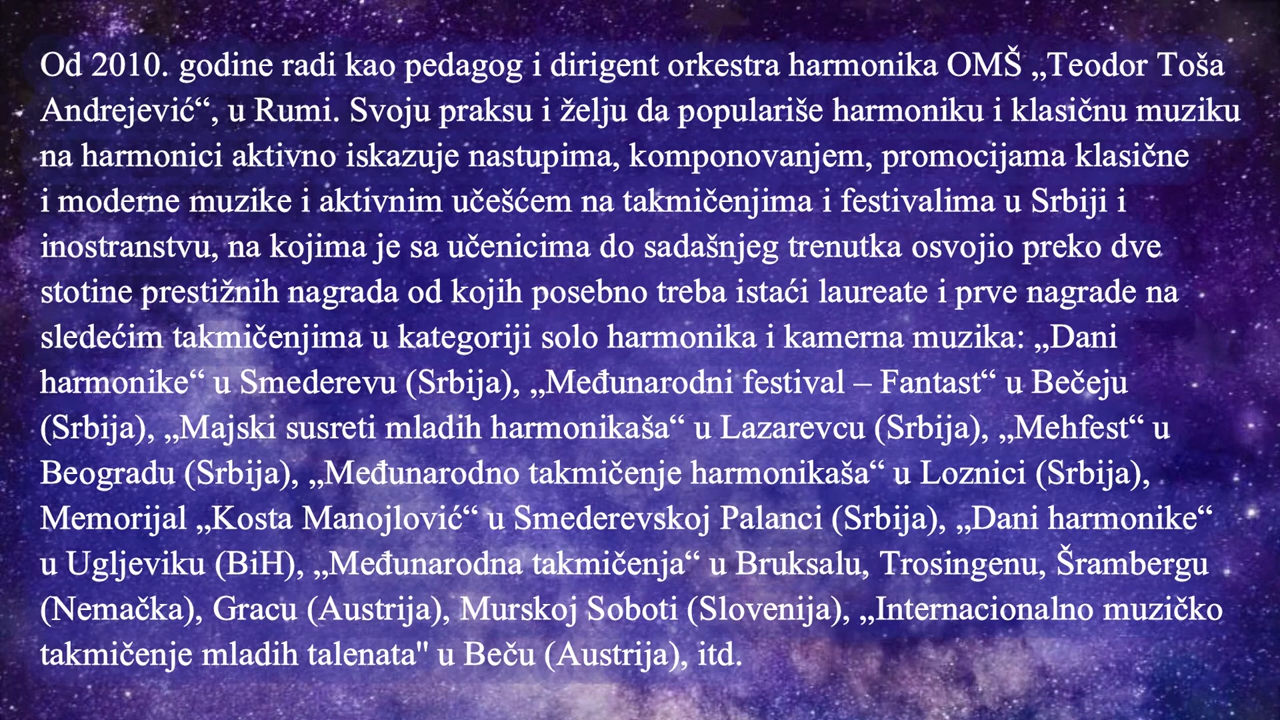 Od 2010. godine radi kao pedagog i dirigent orkestra harmonika OMŠ „Teodor Toša
Andrejević“, u Rumi. Svoju praksu i želju da populariše harmoniku i klasičnu muziku
na harmonici aktivno iskazuje nastupima, komponovanjem, promocijama klasične
i moderne muzike i aktivnim učešćem na takmičenjima i festivalima u Srbiji i
inostranstvu, na kojima je sa učenicima do sadašnjeg trenutka osvojio preko dve
stotine prestižnih nagrada od kojih posebno treba istaći laureate i prve nagrade na
sledećim takmičenjima u kategoriji solo harmonika i kamerna muzika: „Dani
harmonike“ u Smederevu (Srbija), „Međunarodni festival – Fantast“ u Bečeju
(Srbija), „Majski susreti mladih harmonikaša“ u Lazarevcu (Srbija), „Mehfest“ u
Beogradu (Srbija), „Međunarodno takmičenje harmonikaša“ u Loznici (Srbija),
Memorijal „Kosta Manojlović“ u Smederevskoj Palanci (Srbija), „Dani harmonike“
u Ugljeviku (BiH), „Međunarodna takmičenja“ u Bruksalu, Trosingenu, Šrambergu
(Nemačka), Gracu (Austrija), Murskoj Soboti (Slovenija), „Internacionalno muzičko
takmičenje mladih talenata" u Beču (Austrija), itd.